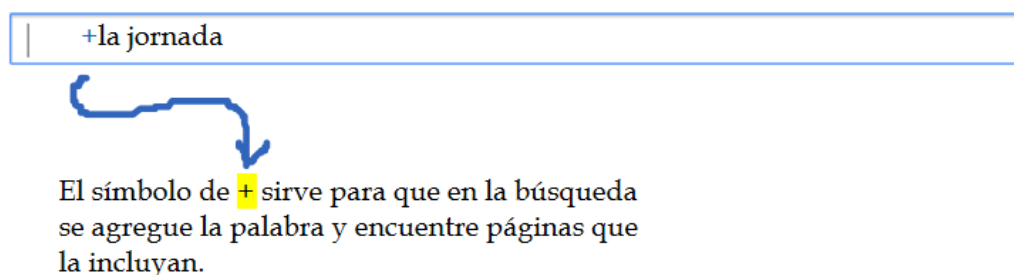 +la jornada
El símbolo de + sirve para que en la búsqueda
se agregue la palabra y encuentre páginas que
la incluyan.